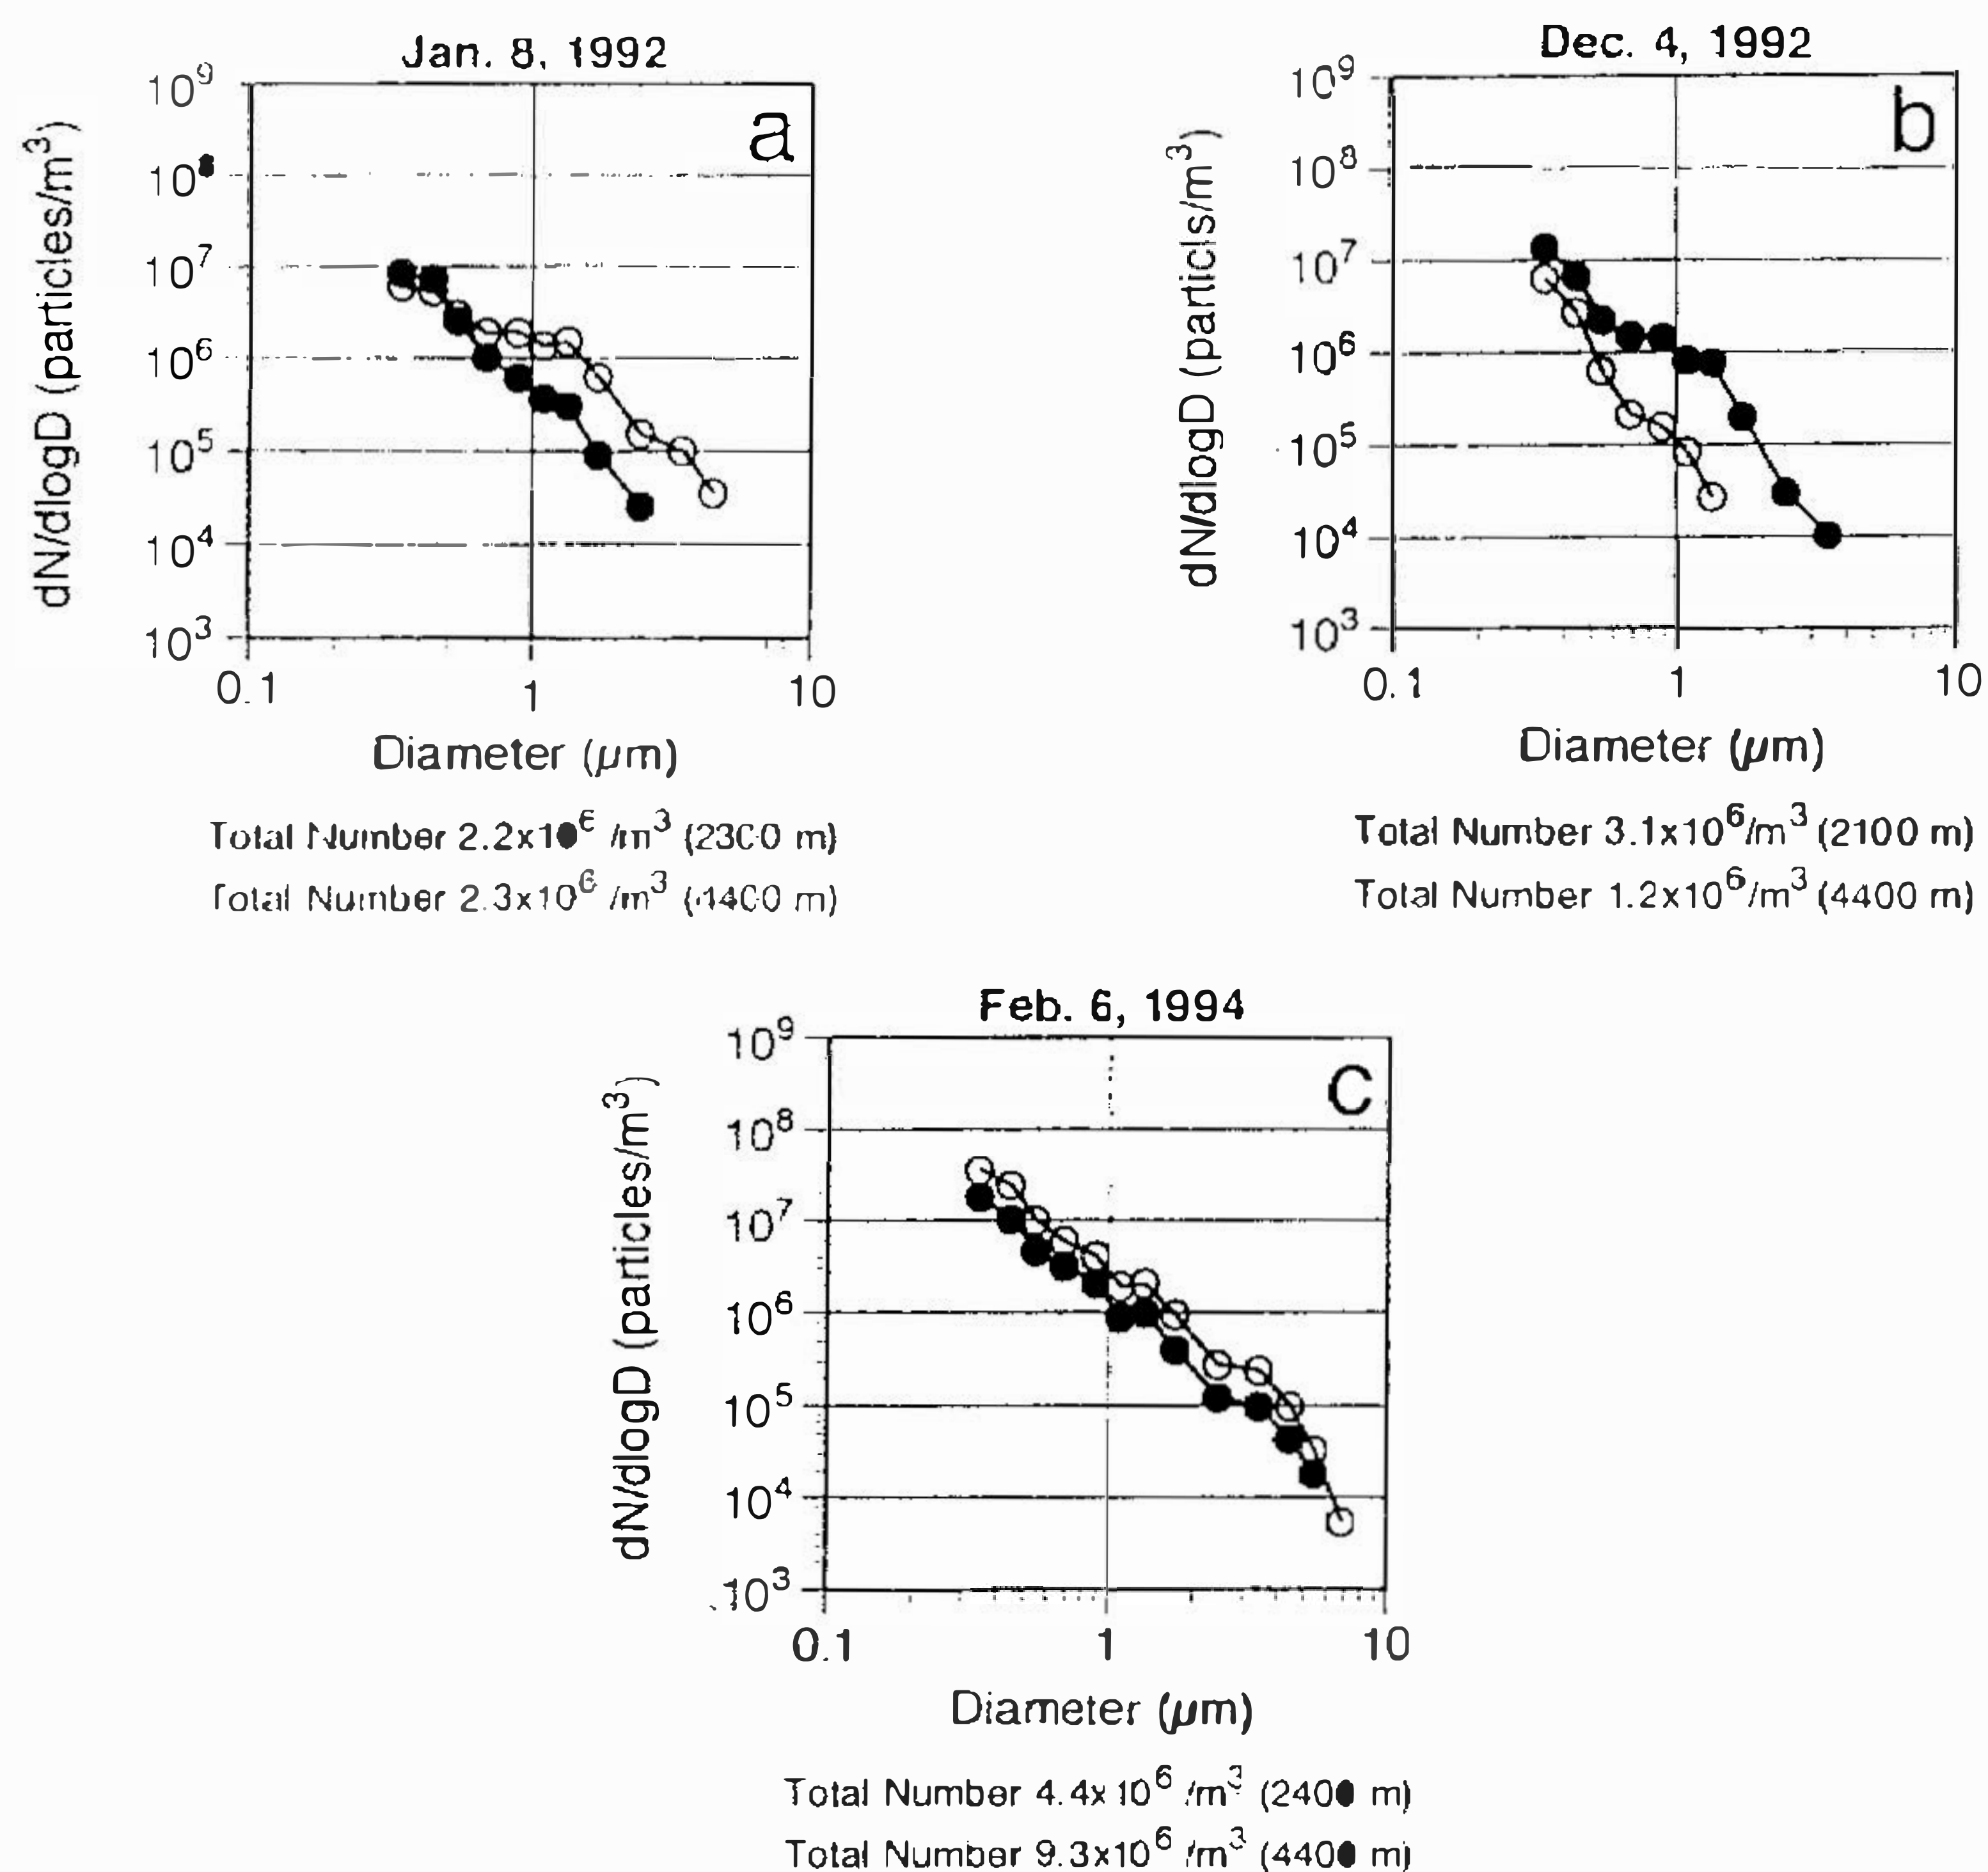 Jan. 8, 1992
a
dN/dlogD (particles/m³)
10⁹
10⁸
10⁷
10⁶
10⁵
10⁴
10³
0.1 1 10
Diameter (μm)
Total Number 2.2x10⁶ /m³ (2300 m)
Total Number 2.3x10⁶ /m³ (4400 m)
Dec. 4, 1992
b
dN/dlogD (particls/m³)
10⁹
10⁸
10⁷
10⁶
10⁵
10⁴
10³
0.1 1 10
Diameter (μm)
Total Number 3.1x10⁶/m³ (2100 m)
Total Number 1.2x10⁶/m³ (4400 m)
Feb. 6, 1994
c
dN/dlogD (particles/m³)
10⁹
10⁸
10⁷
10⁶
10⁵
10⁴
10³
0.1 1 10
Diameter (μm)
Total Number 4.4x10⁶ /m³ (2400 m)
Total Number 9.3x10⁶ /m³ (4400 m)